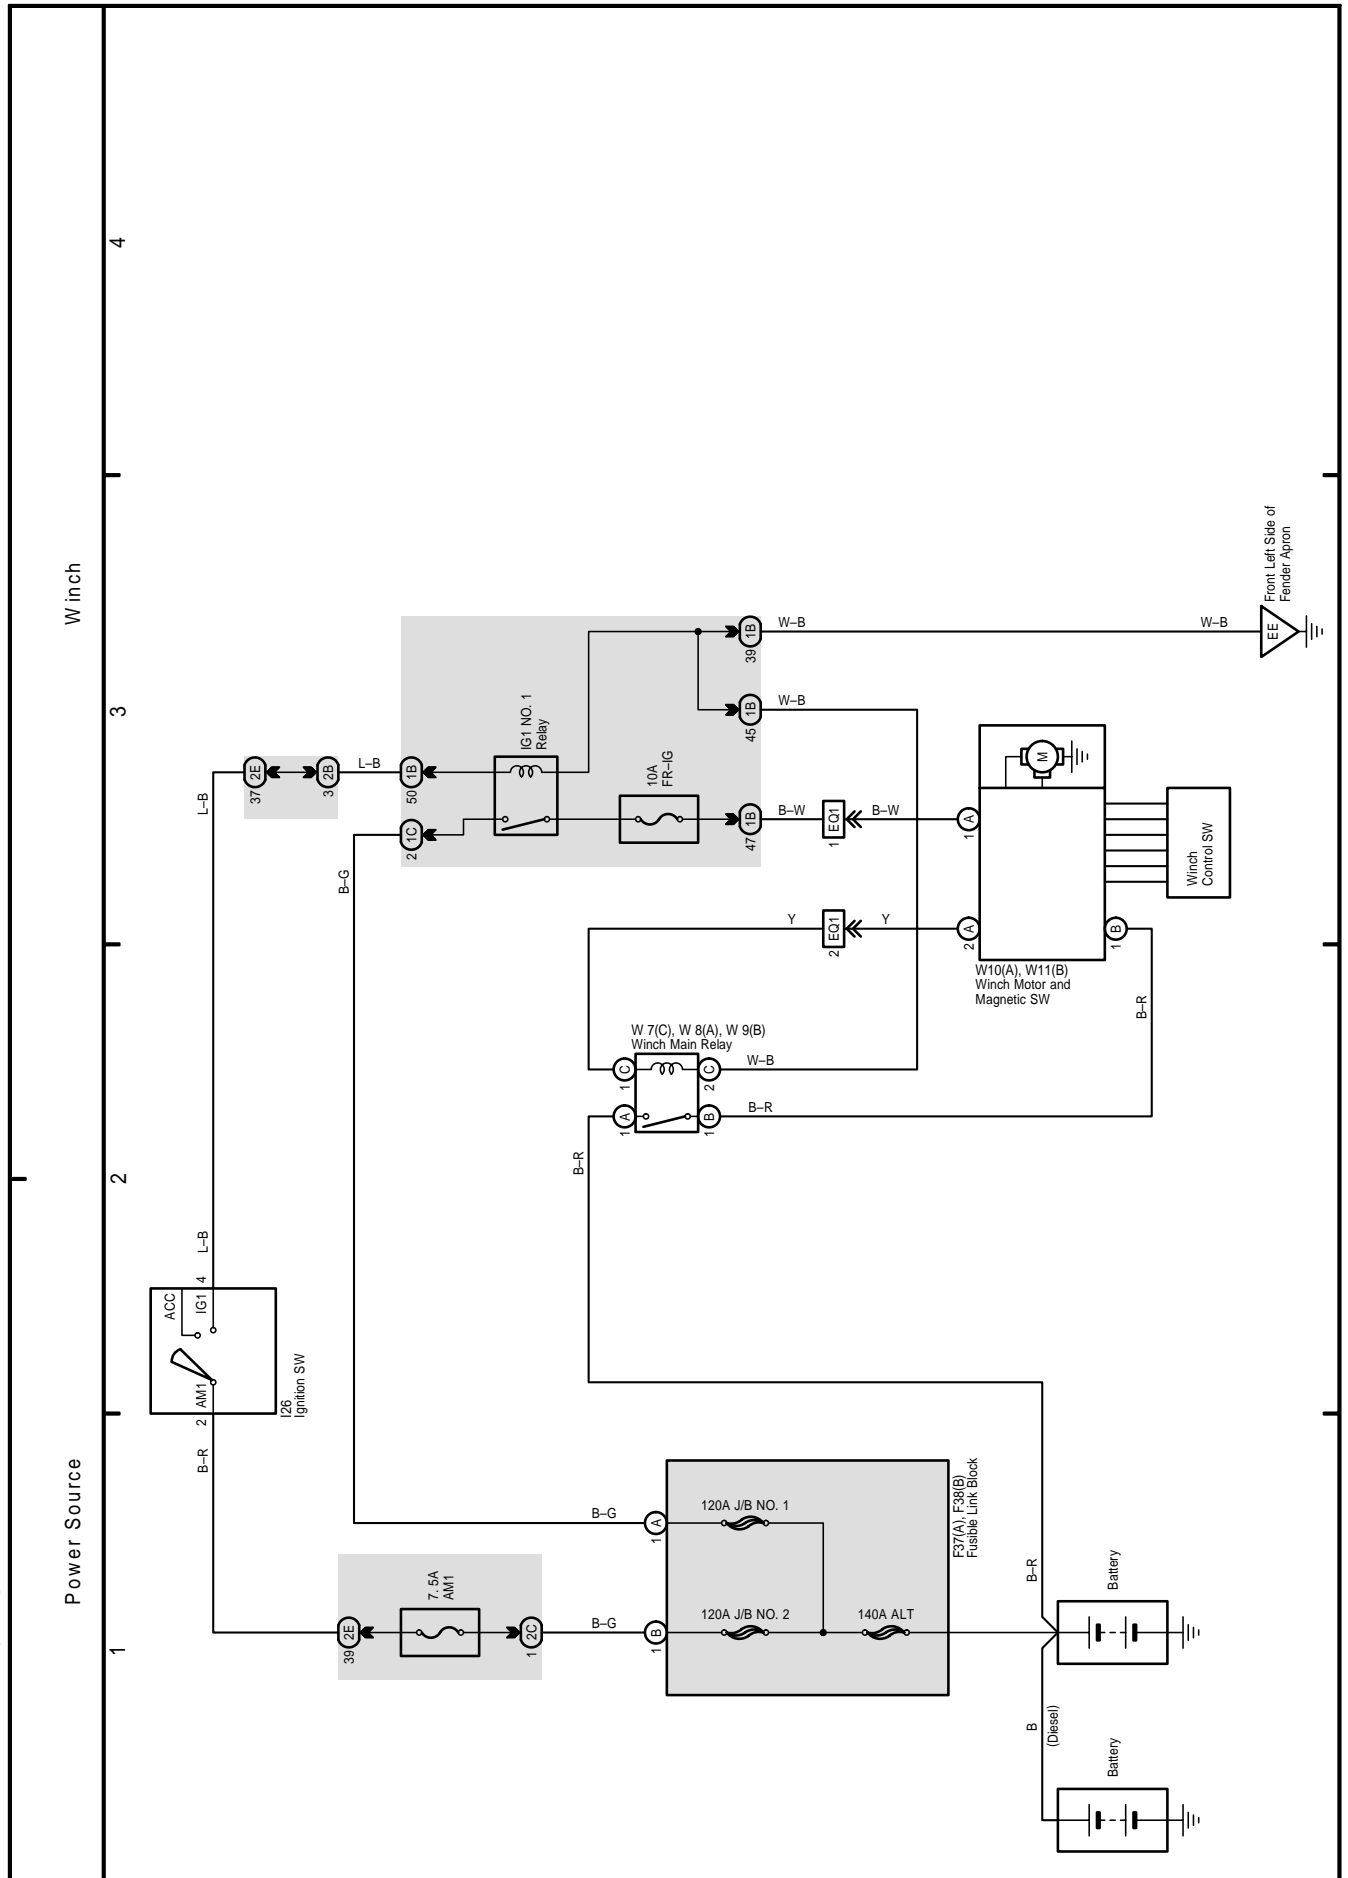 Power Source
Winch
1
2
3
4
I26
Ignition SW
ACC
AM1
IG1
2
4
B–R
L–B
L–B
37
2E
3
2B
L–B
50
1B
2
1C
B–G
IG1 NO. 1
Relay
10A
FR–IG
39
1B
W–B
W–B
45
1B
W–B
47
1B
B–W
1
EQ1
B–W
1
A
Y
2
EQ1
Y
2
A
1
B
B–R
W10(A), W11(B)
Winch Motor and
Magnetic SW
M
Winch
Control SW
EE
Front Left Side of
Fender Apron
W 7(C), W 8(A), W 9(B)
Winch Main Relay
1
C
2
C
W–B
1
A
1
B
B–R
B–R
39
2E
7. 5A
AM1
1
2C
B–G
1
B
B–G
1
A
120A J/B NO. 1
120A J/B NO. 2
140A ALT
F37(A), F38(B)
Fusible Link Block
B–R
Battery
B
(Diesel)
Battery